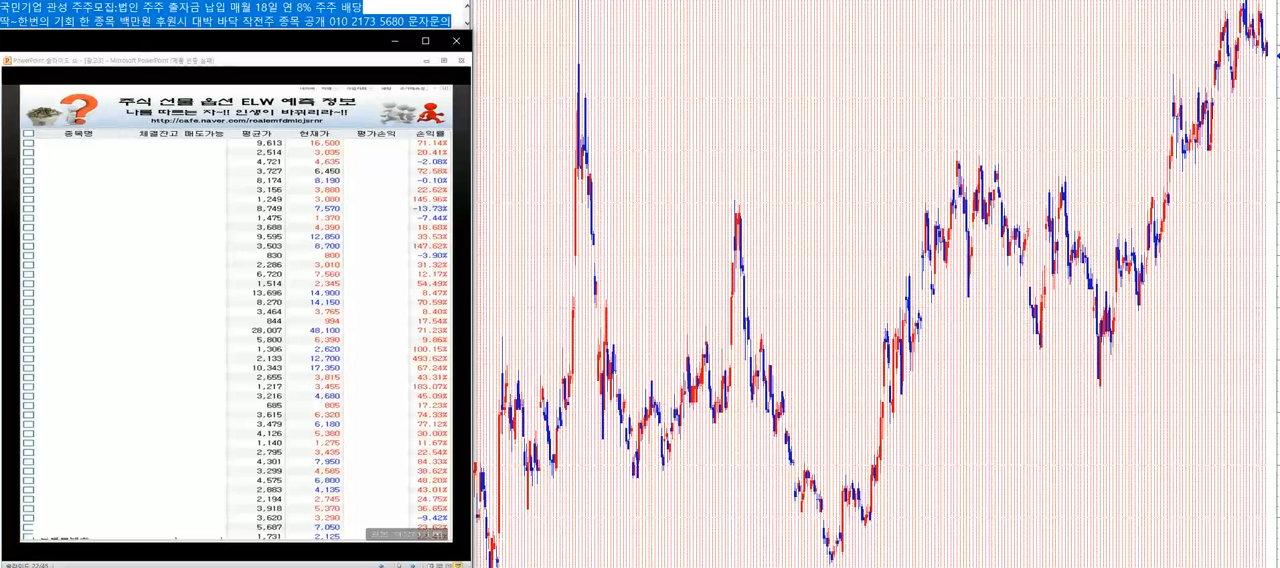 국민기업 관성 주주모집:법인 주주 출자금 납입 매월 18일 연 8% 주주 배당
딱~한번의 기회 한 종목 백만원 후원시 대박 바닥 작전주 종목 공개 010 2173 5680 문자문의
주식 선물 옵션 ELW 예측 정보
나를 따르는 자~!! 인생이 바뀌리라~!!
종목명 체결잔고 매도가능 평균가 현재가 평가손익 손익률
9,613 16,500 71.14%
2,514 3,035 20.41%
4,721 4,635 -2.08%
3,727 6,450 72.58%
8,174 8,190 -0.10%
3,156 3,880 22.62%
1,249 3,080 145.96%
8,749 7,570 -13.73%
1,475 1,370 -7.44%
3,688 4,390 18.68%
9,595 12,850 33.53%
3,503 8,700 147.62%
830 800 -3.90%
2,286 3,010 31.32%
6,720 7,560 12.17%
1,514 2,345 54.49%
13,696 14,900 8.47%
8,270 14,150 70.59%
3,464 3,765 8.40%
844 994 17.54%
28,007 48,100 71.23%
5,800 6,390 9.86%
1,306 2,620 100.15%
2,133 12,700 493.62%
10,343 17,350 67.24%
2,655 3,815 43.31%
1,217 3,455 183.07%
3,216 4,680 45.09%
685 805 17.23%
3,615 6,320 74.33%
3,479 6,180 77.12%
4,126 5,380 30.00%
1,140 1,275 11.67%
2,795 3,435 22.54%
4,301 7,950 84.33%
3,299 4,585 38.62%
4,575 6,800 48.20%
2,883 4,135 43.01%
2,194 2,745 24.75%
3,918 5,370 36.65%
3,620 3,290 -9.42%
5,687 7,050
1,731 2,125